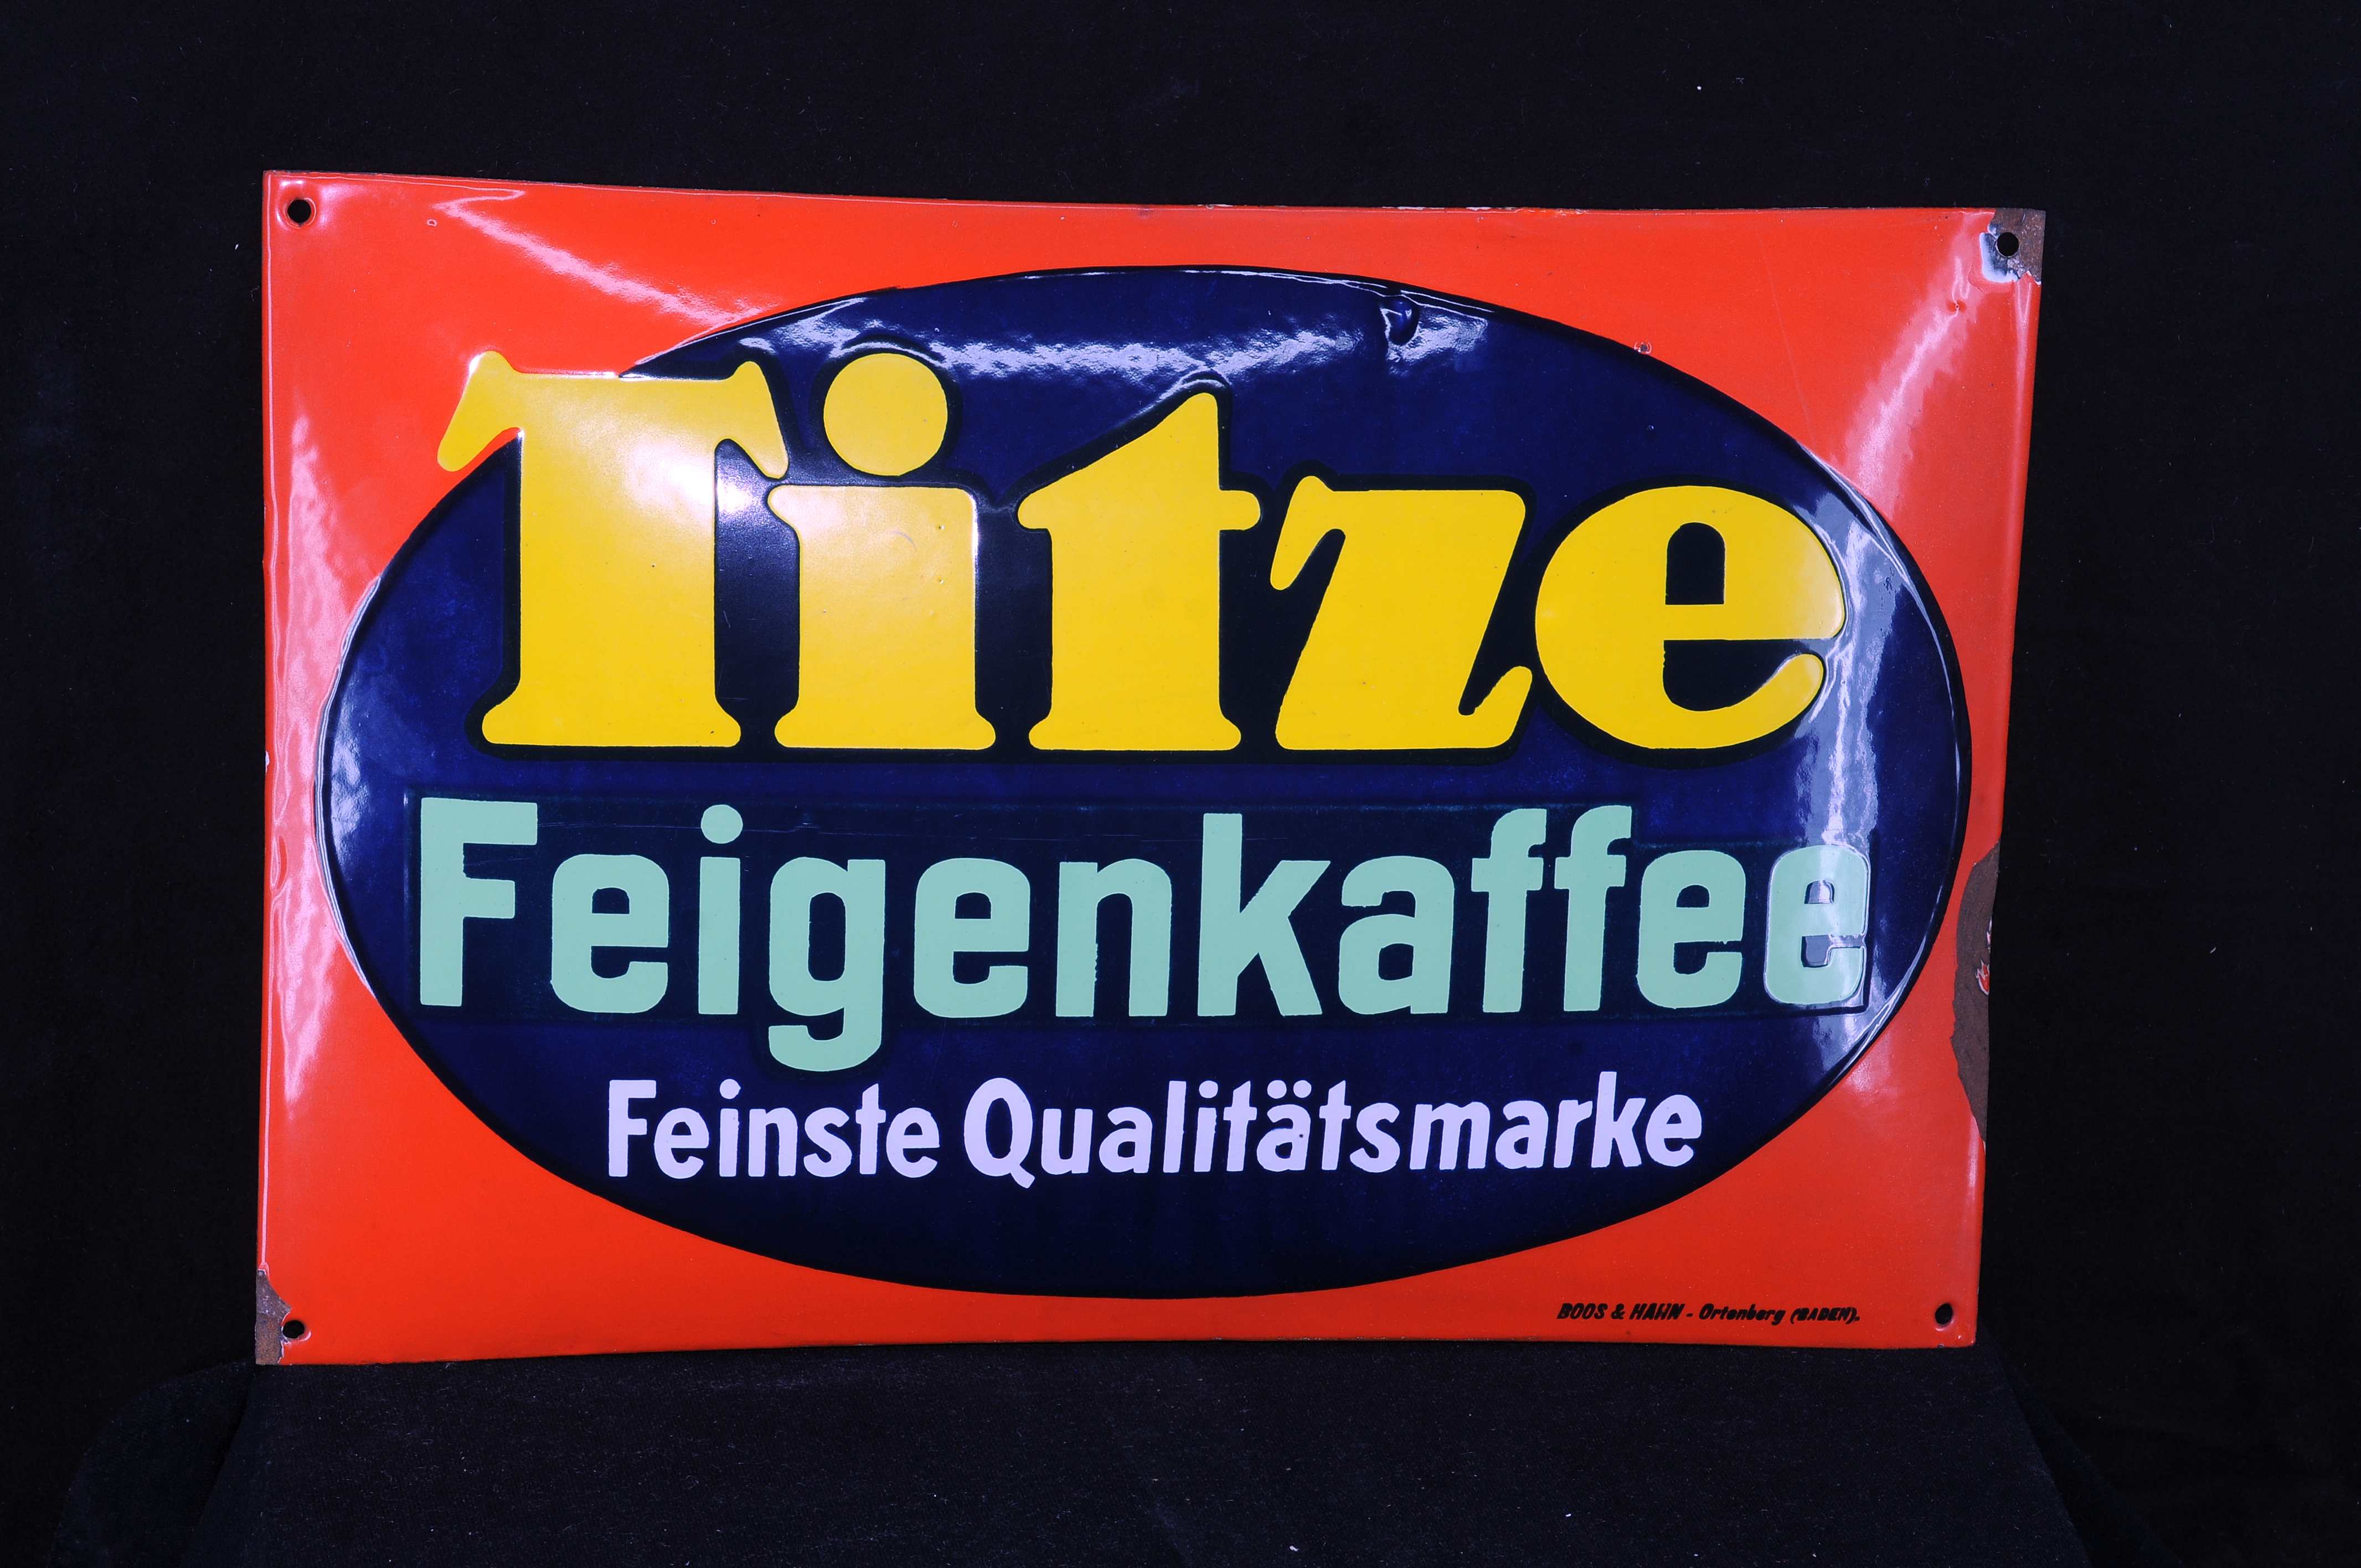 Titze
Feigenkaffee
Feinste Qualitätsmarke
BOOS & HAHN - Ortenberg (BADEN).